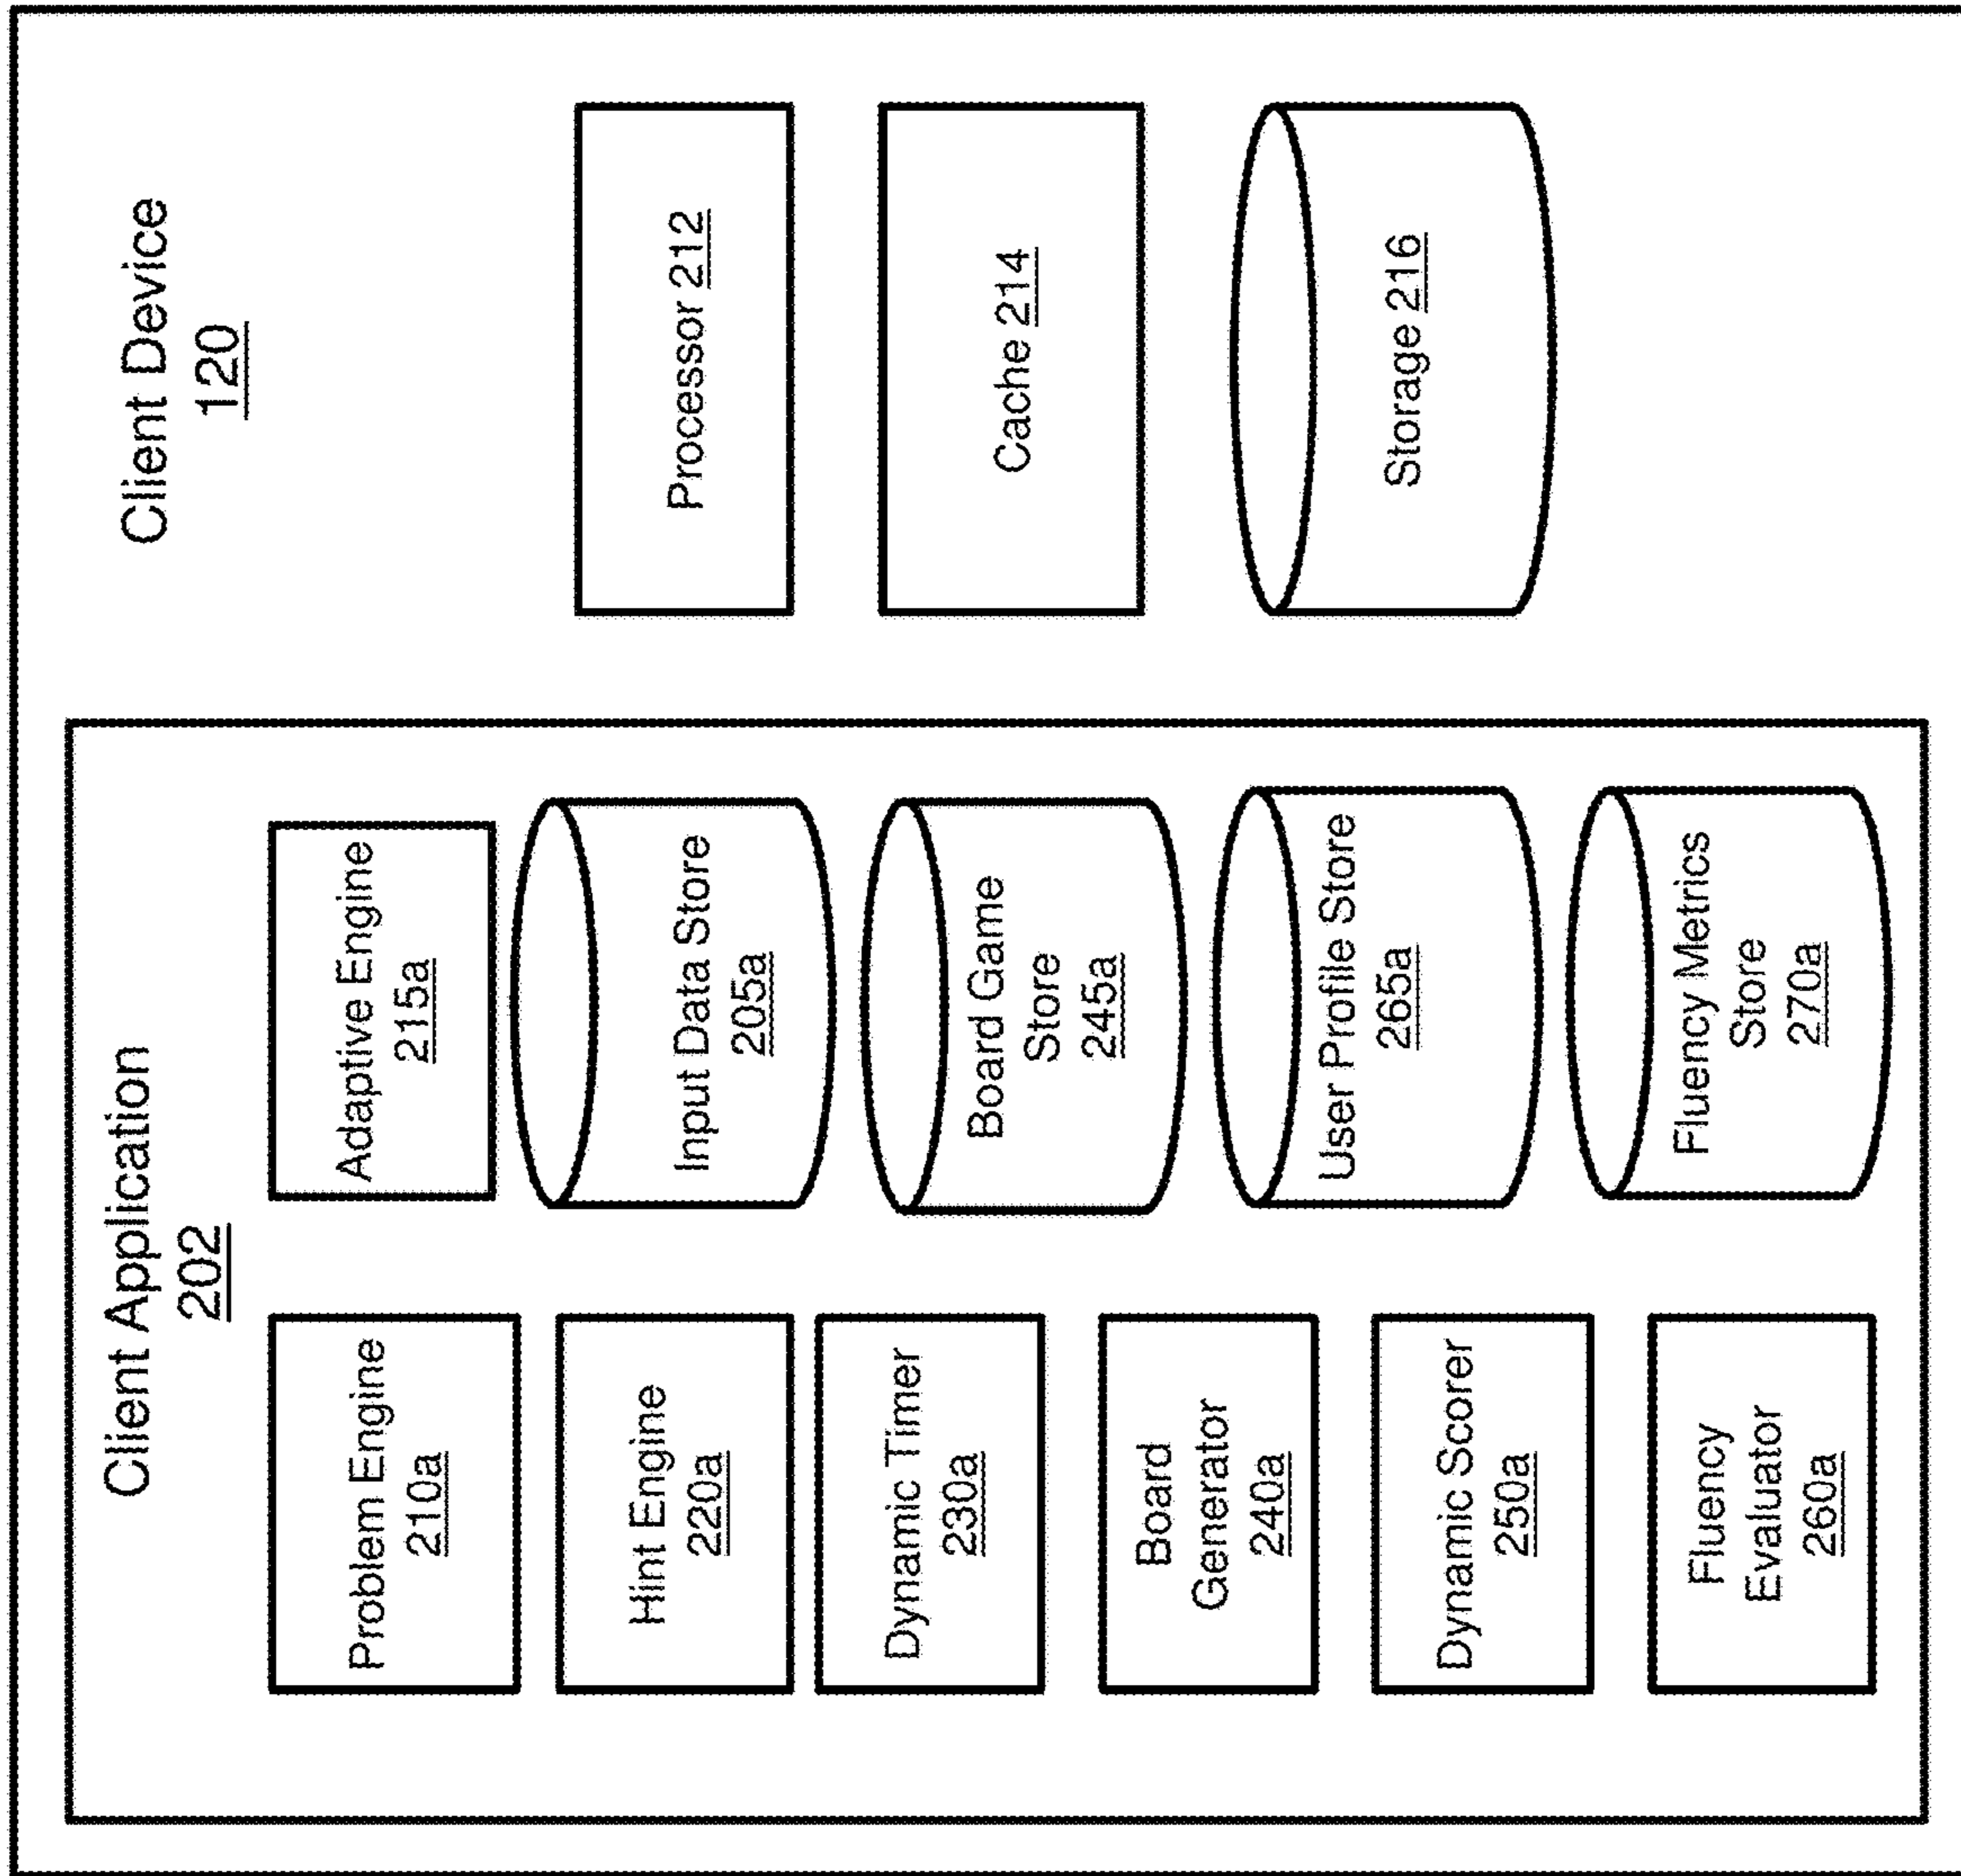 Client Application
202
Problem Engine
210a
Hint Engine
220a
Dynamic Timer
230a
Board
Generator
240a
Dynamic Scorer
250a
Fluency
Evaluator
260a
Adaptive Engine
215a
Input Data Store
205a
Board Game
Store
245a
User Profile Store
265a
Fluency Metrics
Store
270a
Client Device
120
Processor 212
Cache 214
Storage 216